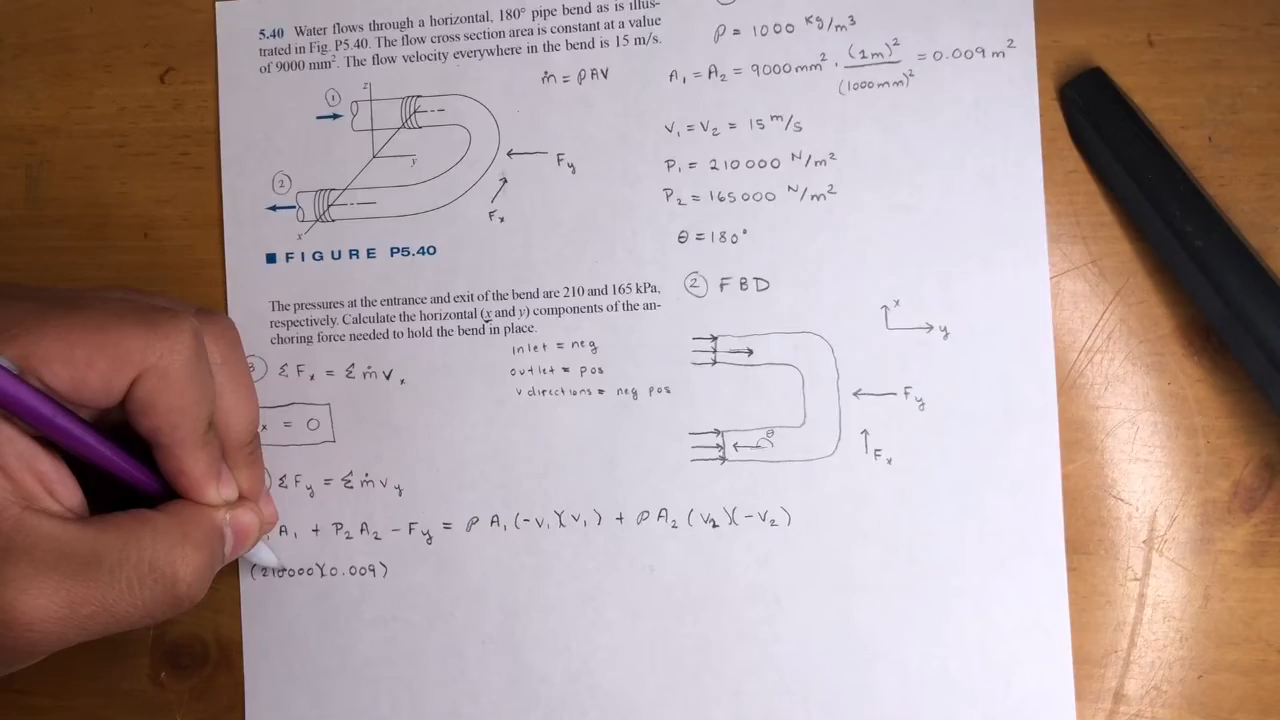 5.40 Water flows through a horizontal, 180° pipe bend as is illus-
trated in Fig. P5.40. The flow cross section area is constant at a value
of 9000 mm². The flow velocity everywhere in the bend is 15 m/s.
ṁ = ρAV
z
①
y
②
x
Fy
Fx
■ FIGURE P5.40
The pressures at the entrance and exit of the bend are 210 and 165 kPa,
respectively. Calculate the horizontal (x and y) components of the an-
choring force needed to hold the bend in place.
ρ = 1000 kg/m³
A₁ = A₂ = 9000mm² · (1m)²/(1000mm)² = 0.009 m²
V₁ = V₂ = 15 m/s
P₁ = 210000 N/m²
P₂ = 165000 N/m²
θ = 180°
② FBD
x
y
Fy
Fx
θ
inlet = neg
outlet = pos
v directions = neg pos
ΣFx = Σṁvx
x = 0
ΣFy = Σṁvy
A₁ + P₂A₂ - Fy = ρA₁(-v₁)(v₁) + ρA₂(v₂)(-v₂)
(210000)(0.009)